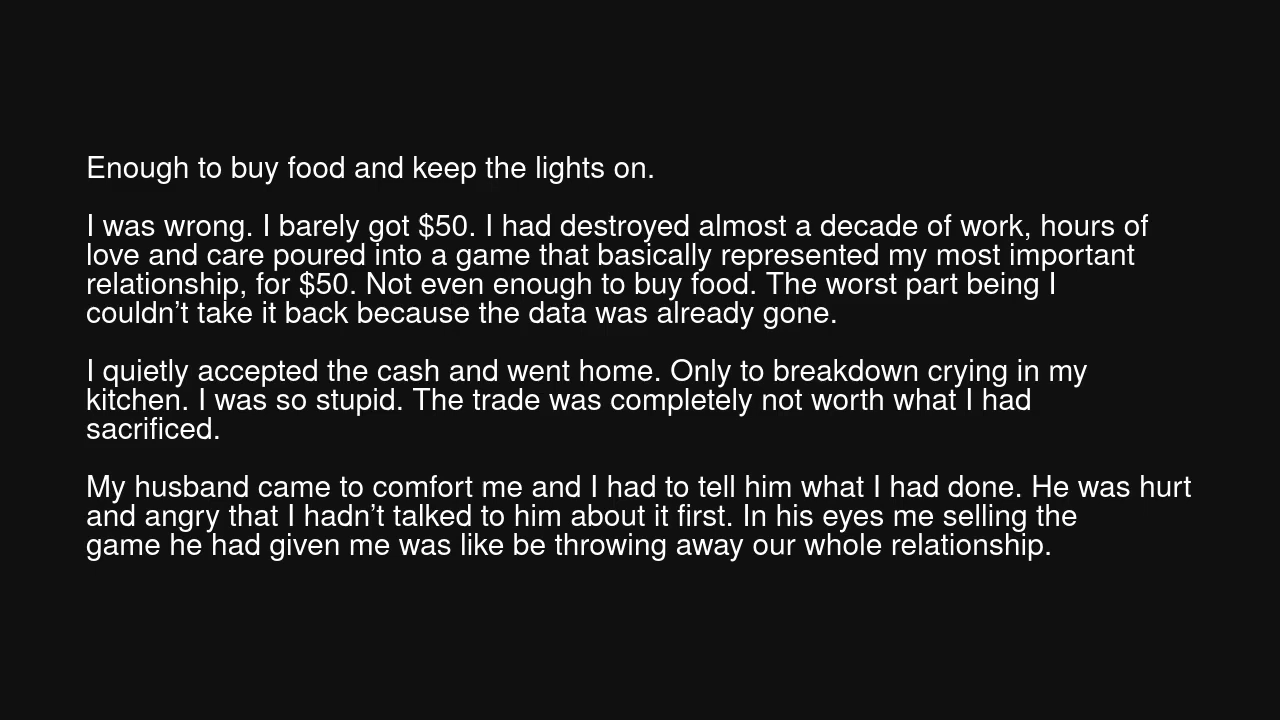 Enough to buy food and keep the lights on.
I was wrong. I barely got $50. I had destroyed almost a decade of work, hours of
love and care poured into a game that basically represented my most important
relationship, for $50. Not even enough to buy food. The worst part being I
couldn’t take it back because the data was already gone.
I quietly accepted the cash and went home. Only to breakdown crying in my
kitchen. I was so stupid. The trade was completely not worth what I had
sacrificed.
My husband came to comfort me and I had to tell him what I had done. He was hurt
and angry that I hadn’t talked to him about it first. In his eyes me selling the
game he had given me was like be throwing away our whole relationship.